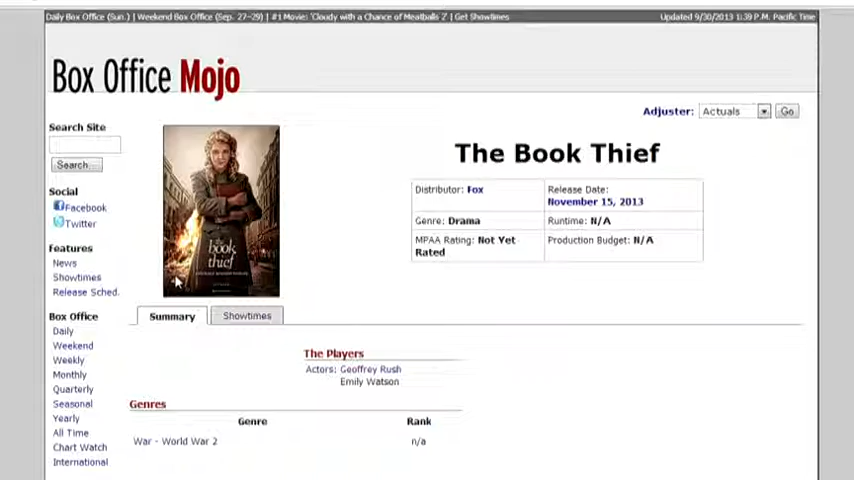 Daily Box Office (Sun.) | Weekend Box Office (Sep. 27-29) | #1 Movie: 'Cloudy with a Chance of Meatballs 2' | Get Showtimes
Updated 9/30/2013 1:39 P.M. Pacific Time
Box Office Mojo
Adjuster: Actuals Go
Search Site
Search...
Social
Facebook
Twitter
Features
News
Showtimes
Release Sched.
Box Office
Daily
Weekend
Weekly
Monthly
Quarterly
Seasonal
Yearly
All Time
Chart Watch
International
the
book
thief
The Book Thief
Distributor: Fox
Release Date:
November 15, 2013
Genre: Drama
Runtime: N/A
MPAA Rating: Not Yet
Rated
Production Budget: N/A
Summary
Showtimes
The Players
Actors: Geoffrey Rush
Emily Watson
Genres
Genre Rank
War - World War 2 n/a